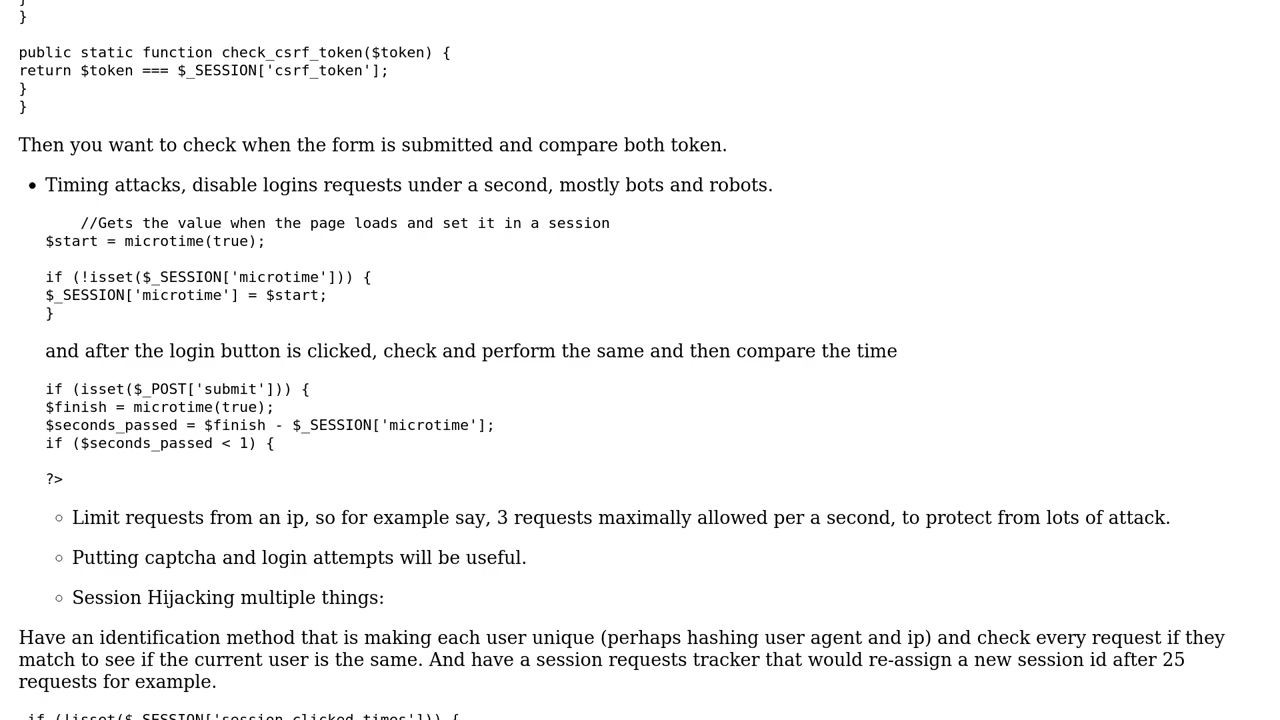 }
}
public static function check_csrf_token($token) {
return $token === $_SESSION['csrf_token'];
}
}
Then you want to check when the form is submitted and compare both token.
• Timing attacks, disable logins requests under a second, mostly bots and robots.
//Gets the value when the page loads and set it in a session
$start = microtime(true);
if (!isset($_SESSION['microtime'])) {
$_SESSION['microtime'] = $start;
}
and after the login button is clicked, check and perform the same and then compare the time
if (isset($_POST['submit'])) {
$finish = microtime(true);
$seconds_passed = $finish - $_SESSION['microtime'];
if ($seconds_passed < 1) {
?>
◦ Limit requests from an ip, so for example say, 3 requests maximally allowed per a second, to protect from lots of attack.
◦ Putting captcha and login attempts will be useful.
◦ Session Hijacking multiple things:
Have an identification method that is making each user unique (perhaps hashing user agent and ip) and check every request if they
match to see if the current user is the same. And have a session requests tracker that would re-assign a new session id after 25
requests for example.
if (!isset($_SESSION['session_clicked_times'])) {